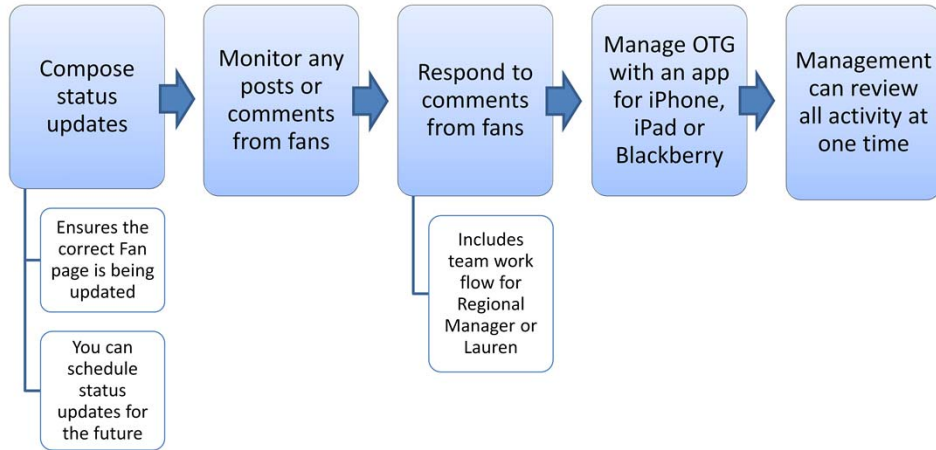 Compose
status
updates
Monitor any
posts or
comments
from fans
Respond to
comments
from fans
Manage OTG
with an app
for iPhone,
iPad or
Blackberry
Management
can review
all activity at
one time
Ensures the
correct Fan
page is being
updated
You can
schedule
status
updates for
the future
Includes
team work
flow for
Regional
Manager or
Lauren